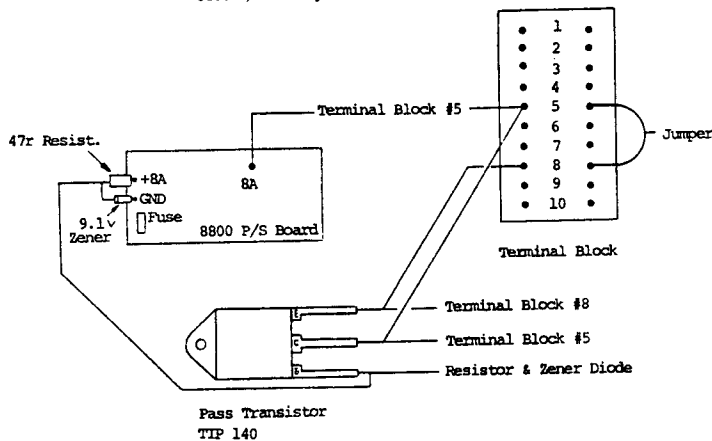 1
2
3
4
5
6
7
8
9
10
Terminal Block #5
Jumper
47r Resist.
+8A
8A
GND
Fuse
9.1v
Zener
8800 P/S Board
Terminal Block
E
Terminal Block #8
C
Terminal Block #5
B
Resistor & Zener Diode
Pass Transistor
TIP 140